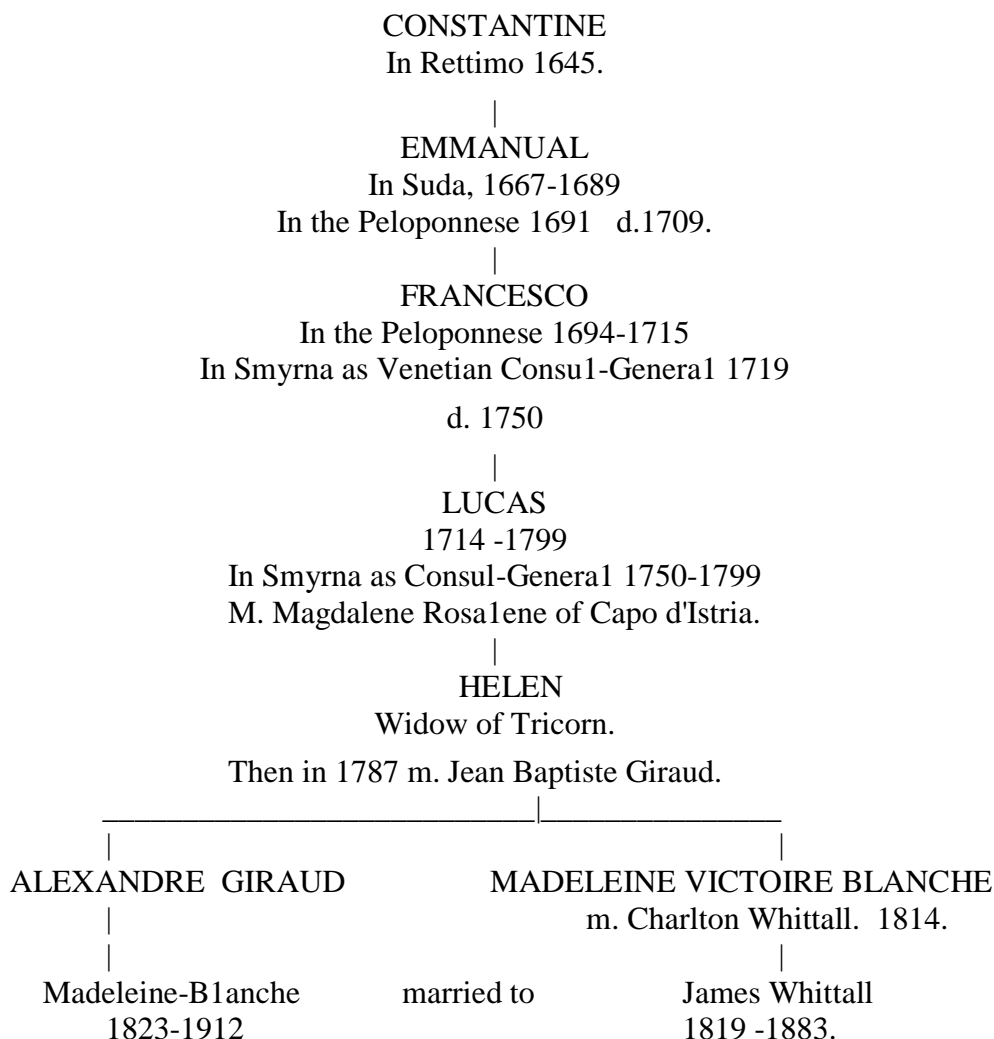 CONSTANTINE
In Rettimo 1645.
|
EMMANUAL
In Suda, 1667-1689
In the Peloponnese 1691 d.1709.
|
FRANCESCO
In the Peloponnese 1694-1715
In Smyrna as Venetian Consu1-Genera1 1719
d. 1750
|
LUCAS
1714 -1799
In Smyrna as Consul-Genera1 1750-1799
M. Magdalene Rosa1ene of Capo d'Istria.
|
HELEN
Widow of Tricorn.
Then in 1787 m. Jean Baptiste Giraud.
___________________________|_______________
| |
ALEXANDRE GIRAUD MADELEINE VICTOIRE BLANCHE
| m. Charlton Whittall. 1814.
| |
Madeleine-B1anche married to James Whittall
1823-1912 1819 -1883.